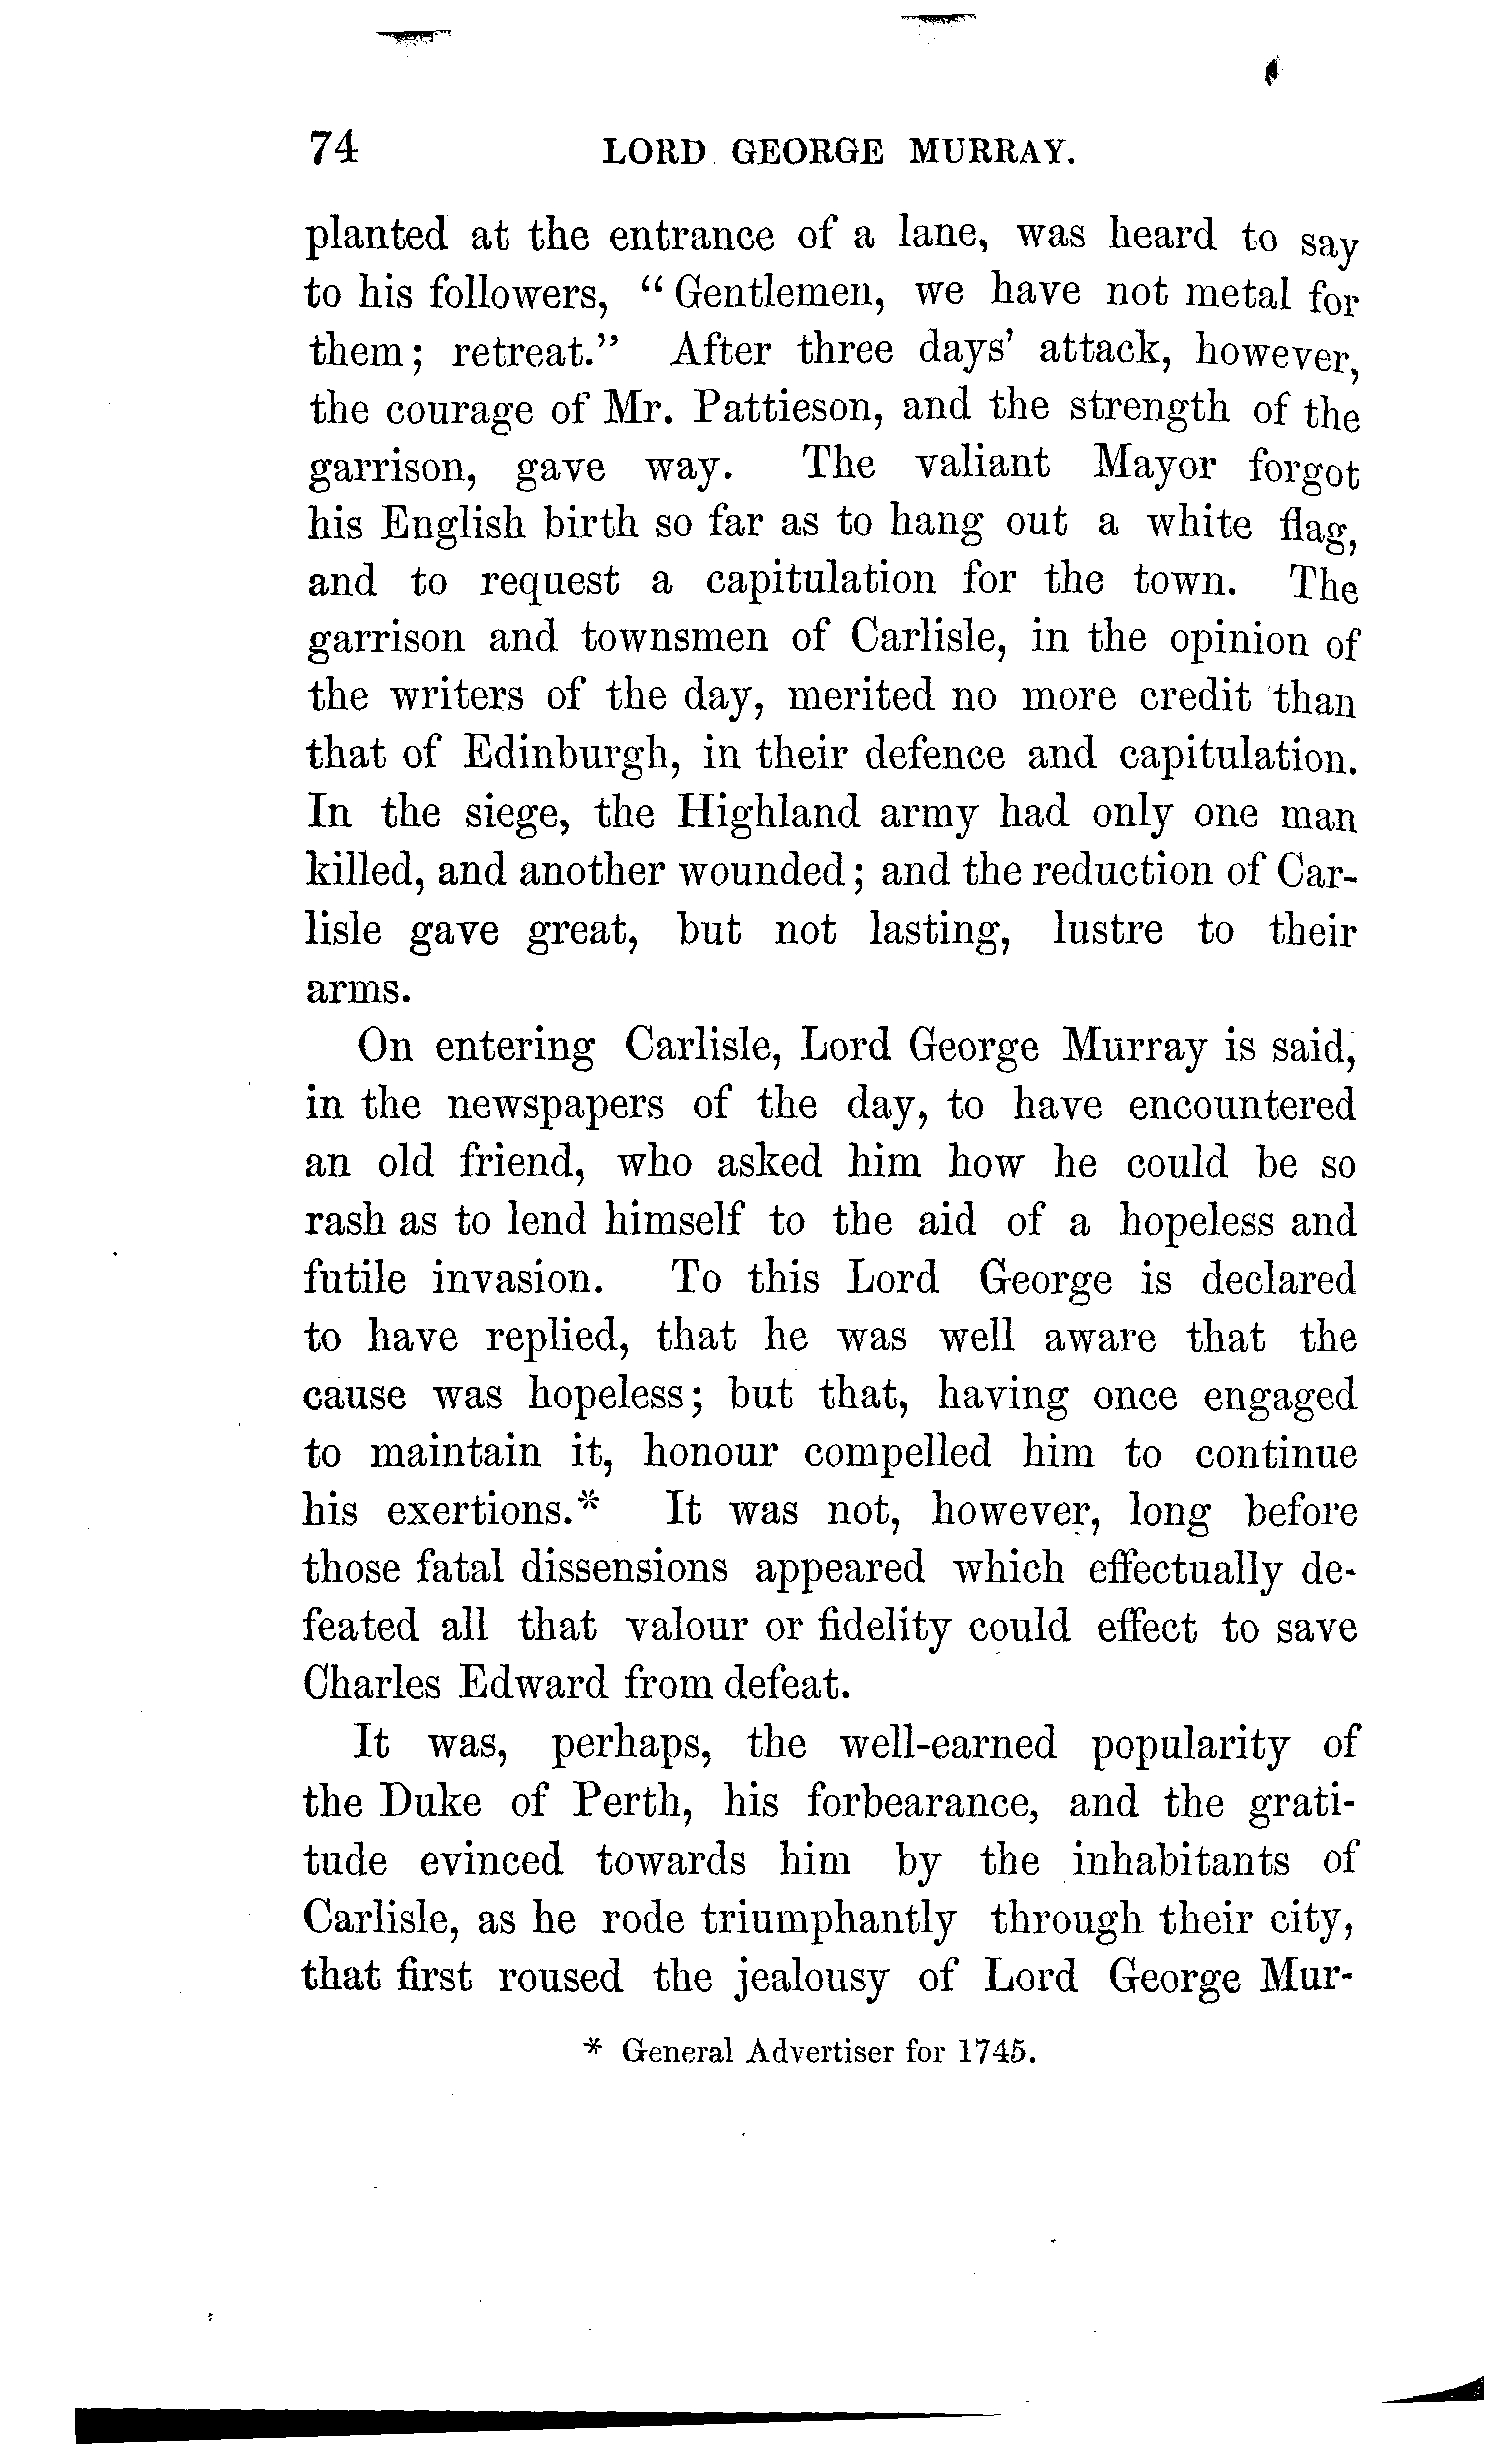 74 LORD GEORGE MURRAY.
planted at the entrance of a lane, was heard to say
to his followers, “Gentlemen, we have not metal for
them; retreat.” After three days’ attack, however,
the courage of Mr. Pattieson, and the strength of the
garrison, gave way. The valiant Mayor forgot
his English birth so far as to hang out a white flag,
and to request a capitulation for the town. The
garrison and townsmen of Carlisle, in the opinion of
the writers of the day, merited no more credit than
that of Edinburgh, in their defence and capitulation.
In the siege, the Highland army had only one man
killed, and another wounded; and the reduction of Car-
lisle gave great, but not lasting, lustre to their
arms.
On entering Carlisle, Lord George Murray is said,
in the newspapers of the day, to have encountered
an old friend, who asked him how he could be so
rash as to lend himself to the aid of a hopeless and
futile invasion. To this Lord George is declared
to have replied, that he was well aware that the
cause was hopeless; but that, having once engaged
to maintain it, honour compelled him to continue
his exertions.* It was not, however, long before
those fatal dissensions appeared which effectually de-
feated all that valour or fidelity could effect to save
Charles Edward from defeat.
It was, perhaps, the well-earned popularity of
the Duke of Perth, his forbearance, and the grati-
tude evinced towards him by the inhabitants of
Carlisle, as he rode triumphantly through their city,
that first roused the jealousy of Lord George Mur-
* General Advertiser for 1745.